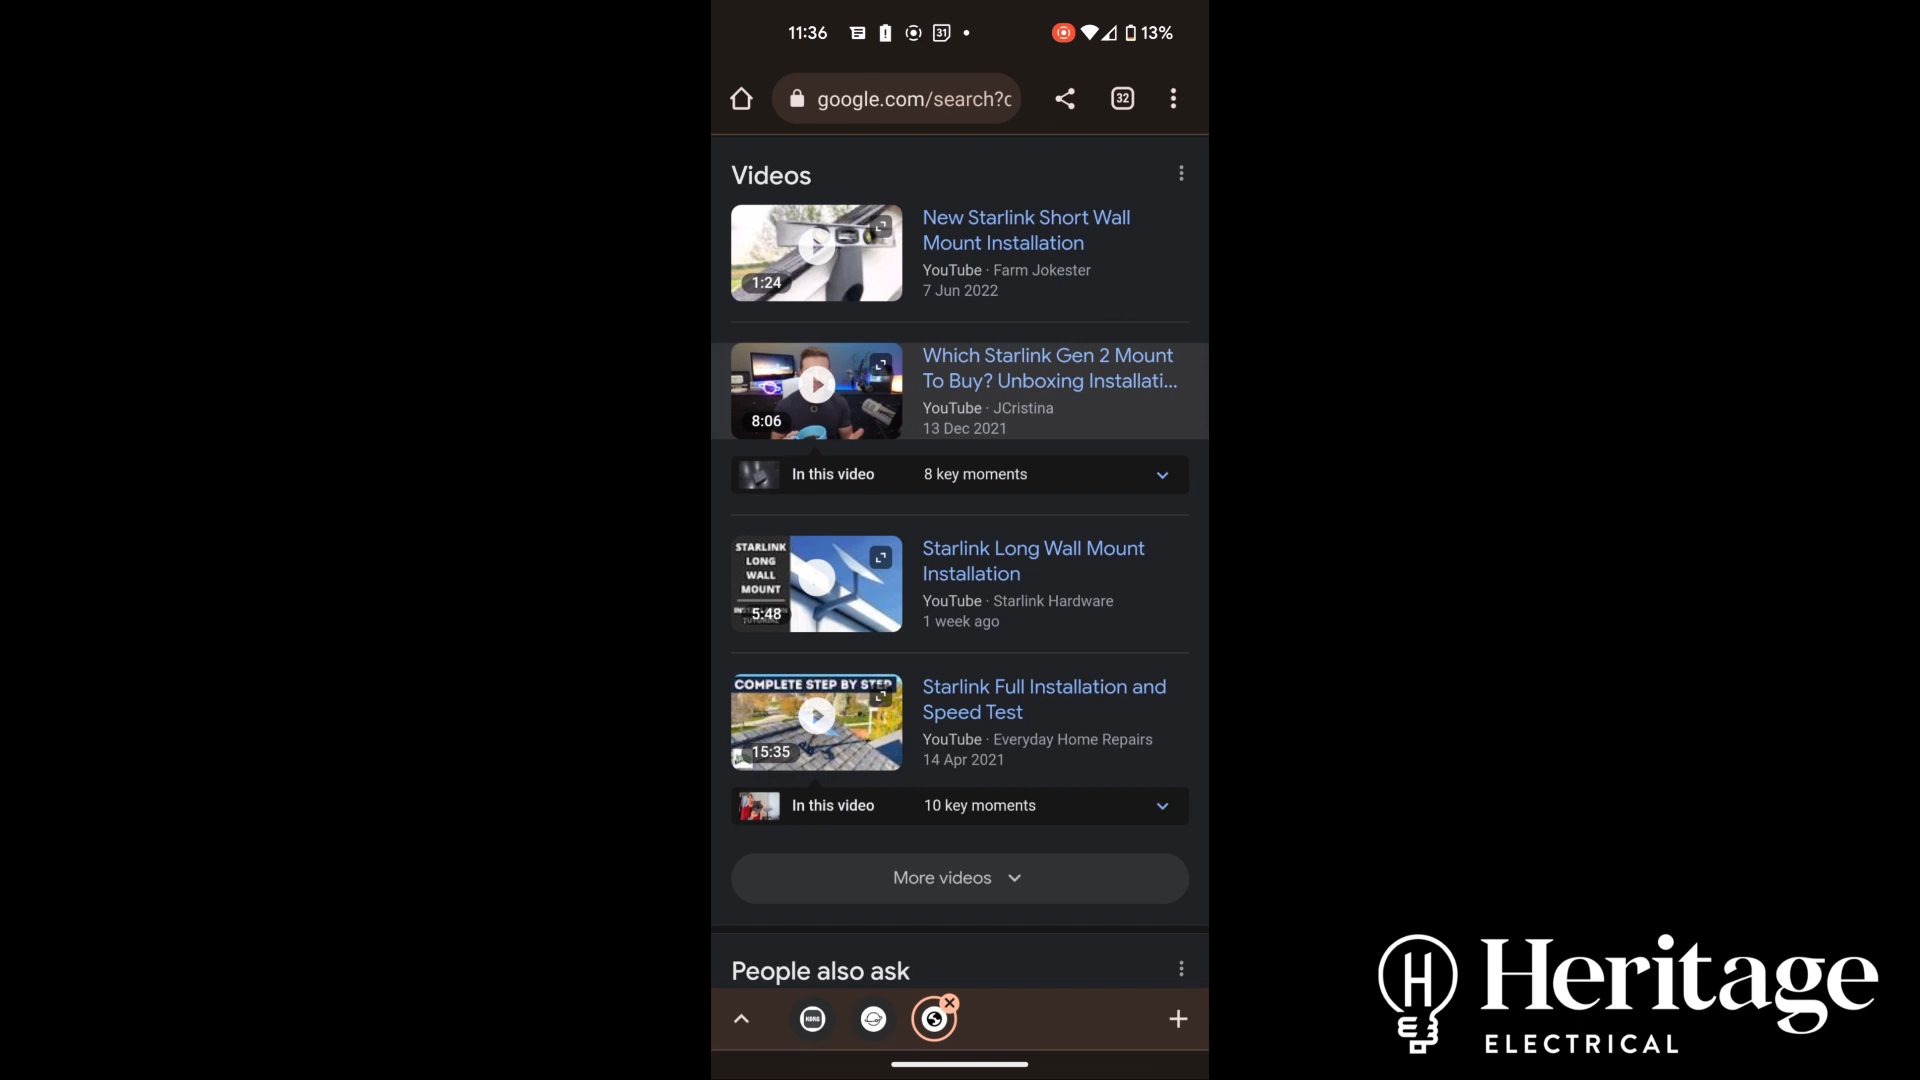 11:36
31
13%
google.com/search?c
32
Videos
1:24
New Starlink Short Wall
Mount Installation
YouTube · Farm Jokester
7 Jun 2022
8:06
Which Starlink Gen 2 Mount
To Buy? Unboxing Installati...
YouTube · JCristina
13 Dec 2021
In this video
8 key moments
STARLINK
LONG
WALL
MOUNT
5:48
Starlink Long Wall Mount
Installation
YouTube · Starlink Hardware
1 week ago
COMPLETE STEP BY STEP
15:35
Starlink Full Installation and
Speed Test
YouTube · Everyday Home Repairs
14 Apr 2021
In this video
10 key moments
More videos
People also ask
KORG
Heritage
ELECTRICAL